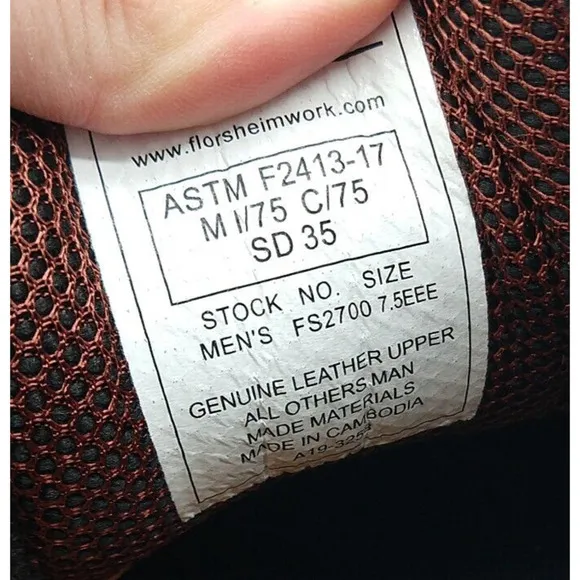 www.florsheimwork.com
ASTM F2413-17
M I/75 C/75
SD 35
STOCK NO. SIZE
MEN'S FS2700 7.5EEE
GENUINE LEATHER UPPER
ALL OTHERS MAN
MADE MATERIALS
MADE IN CAMBODIA